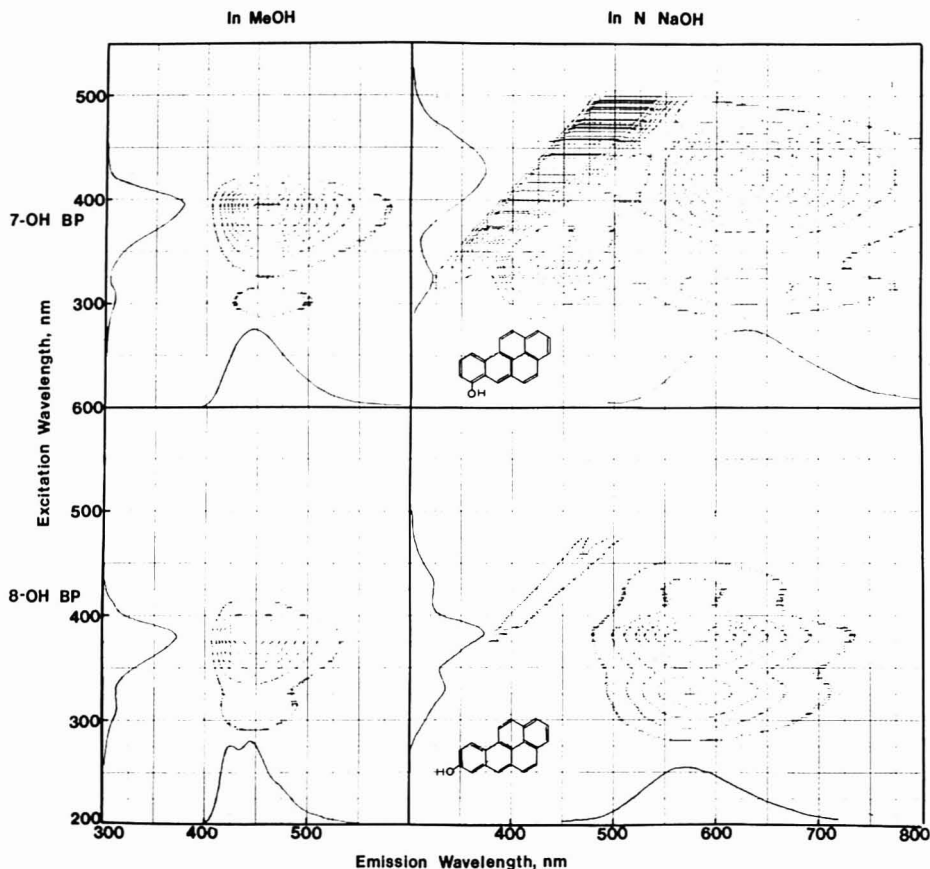 In MeOH
In N NaOH
500
7-OH BP
400
300
OH
600
Excitation Wavelength, nm
500
8-OH BP
400
300
HO
200
300
400
500
400
500
600
700
800
Emission Wavelength, nm